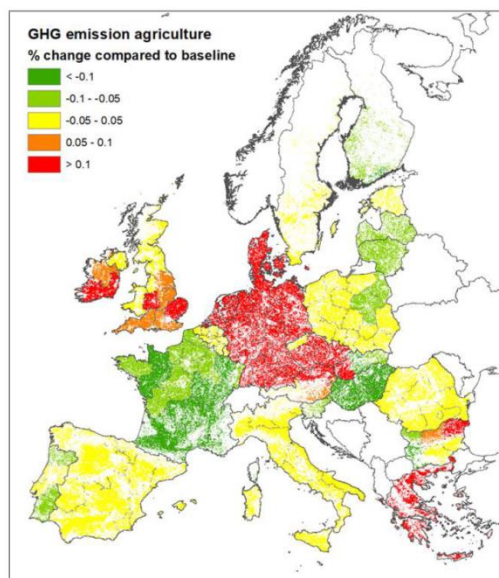 GHG emission agriculture
% change compared to baseline
< -0.1
-0.1 - -0.05
-0.05 - 0.05
0.05 - 0.1
> 0.1